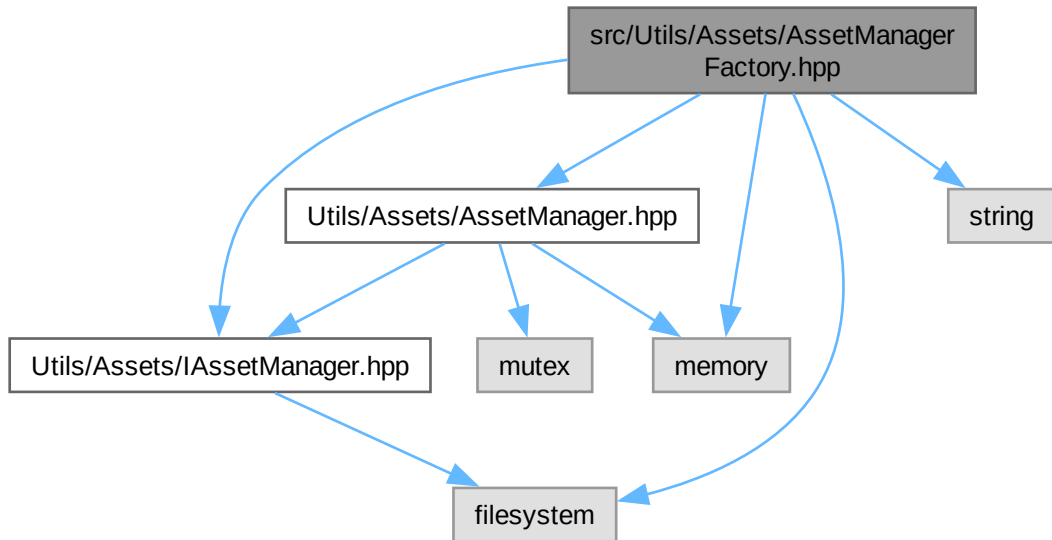 src/Utils/Assets/AssetManager
Factory.hpp
Utils/Assets/AssetManager.hpp
string
Utils/Assets/IAssetManager.hpp
mutex
memory
filesystem